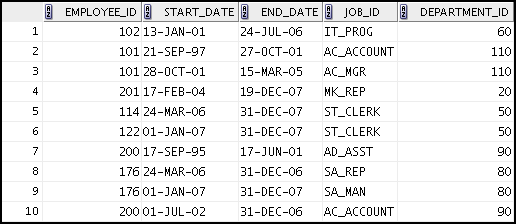 EMPLOYEE_ID START_DATE END_DATE JOB_ID DEPARTMENT_ID
1 102 13-JAN-01 24-JUL-06 IT_PROG 60
2 101 21-SEP-97 27-OCT-01 AC_ACCOUNT 110
3 101 28-OCT-01 15-MAR-05 AC_MGR 110
4 201 17-FEB-04 19-DEC-07 MK_REP 20
5 114 24-MAR-06 31-DEC-07 ST_CLERK 50
6 122 01-JAN-07 31-DEC-07 ST_CLERK 50
7 200 17-SEP-95 17-JUN-01 AD_ASST 90
8 176 24-MAR-06 31-DEC-06 SA_REP 80
9 176 01-JAN-07 31-DEC-07 SA_MAN 80
10 200 01-JUL-02 31-DEC-06 AC_ACCOUNT 90